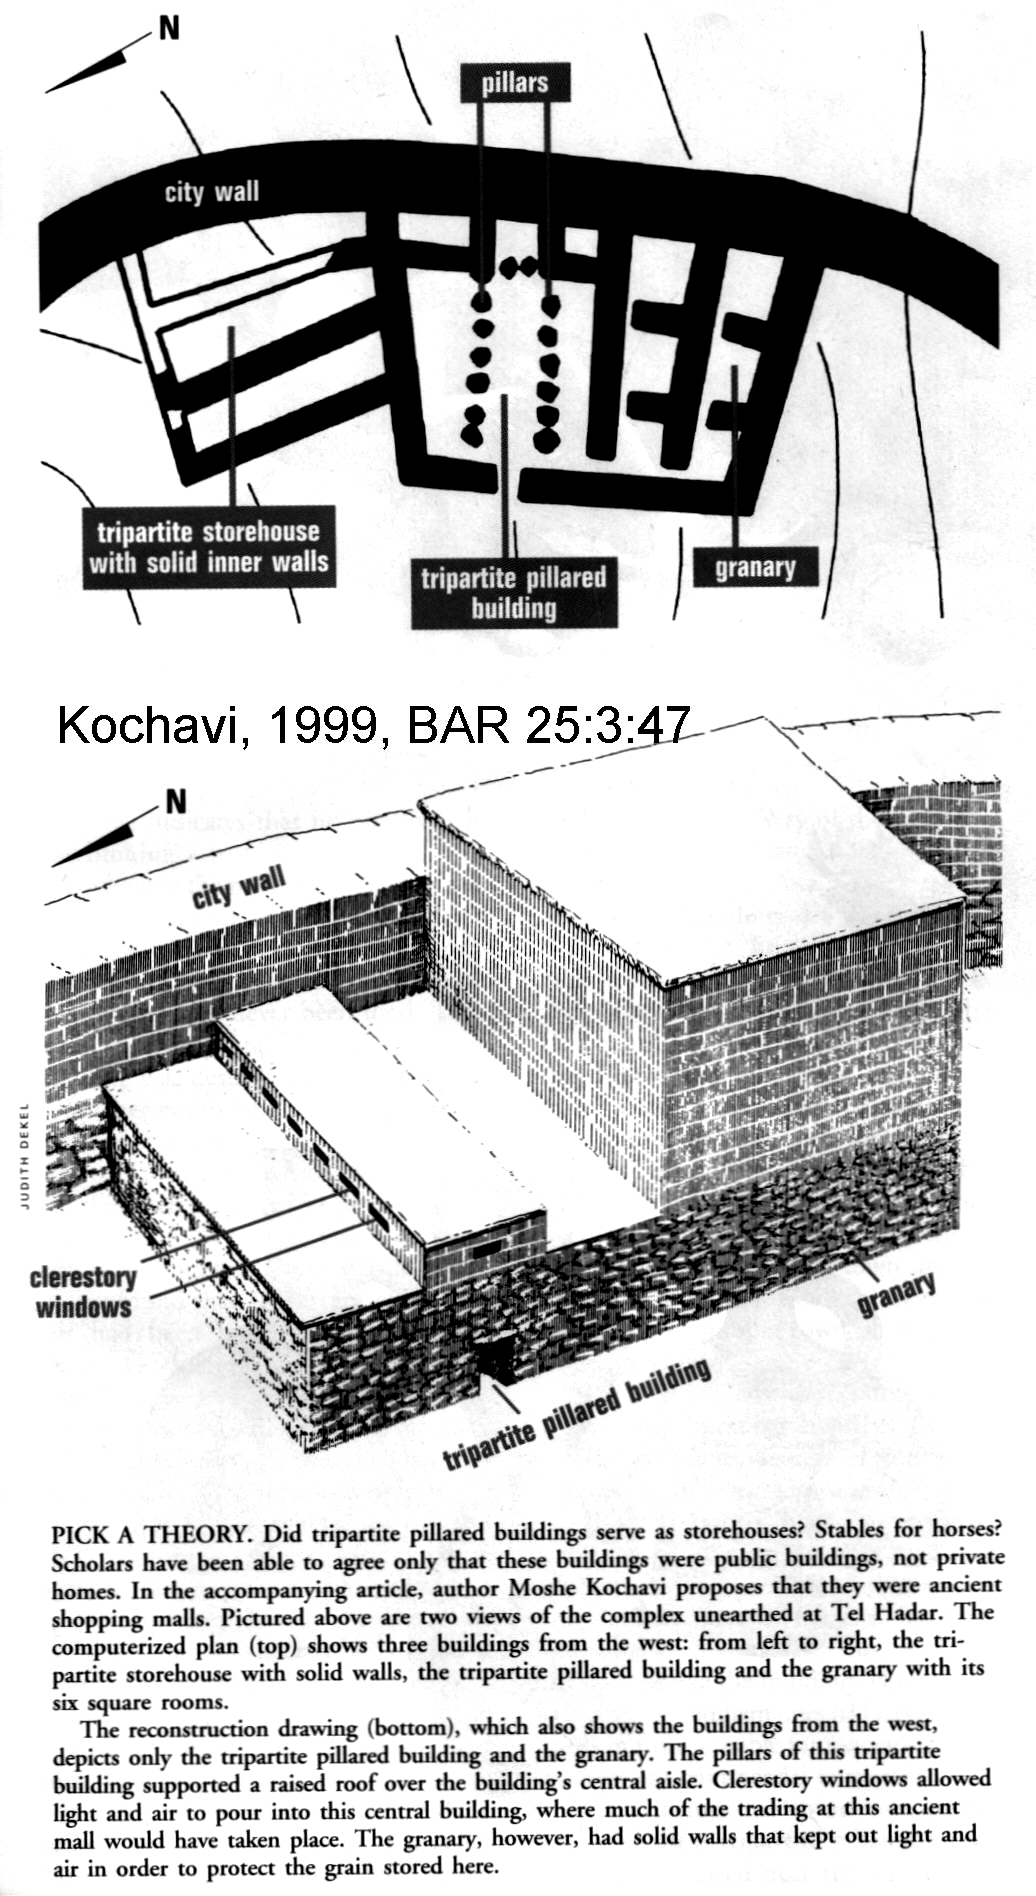 N
pillars
city wall
tripartite storehouse
with solid inner walls
tripartite pillared
building
granary
Kochavi, 1999, BAR 25:3:47
N
city wall
JUDITH DEKEL
clerestory
windows
granary
tripartite pillared building
PICK A THEORY. Did tripartite pillared buildings serve as storehouses? Stables for horses?
Scholars have been able to agree only that these buildings were public buildings, not private
homes. In the accompanying article, author Moshe Kochavi proposes that they were ancient
shopping malls. Pictured above are two views of the complex unearthed at Tel Hadar. The
computerized plan (top) shows three buildings from the west: from left to right, the tri-
partite storehouse with solid walls, the tripartite pillared building and the granary with its
six square rooms.
The reconstruction drawing (bottom), which also shows the buildings from the west,
depicts only the tripartite pillared building and the granary. The pillars of this tripartite
building supported a raised roof over the building's central aisle. Clerestory windows allowed
light and air to pour into this central building, where much of the trading at this ancient
mall would have taken place. The granary, however, had solid walls that kept out light and
air in order to protect the grain stored here.